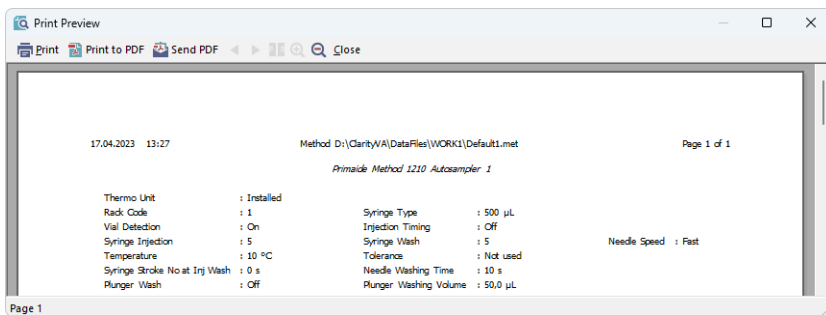 Print Preview
Print Print to PDF Send PDF Close
17.04.2023 13:27 Method D:\ClarityVA\DataFiles\WORK1\Default1.met Page 1 of 1
Primaide Method 1210 Autosampler 1
Thermo Unit : Installed
Rack Code : 1 Syringe Type : 500 µL
Vial Detection : On Injection Timing : Off
Syringe Injection : 5 Syringe Wash : 5 Needle Speed : Fast
Temperature : 10 °C Tolerance : Not used
Syringe Stroke No at Inj Wash : 0 s Needle Washing Time : 10 s
Plunger Wash : Off Plunger Washing Volume : 50,0 µL
Page 1